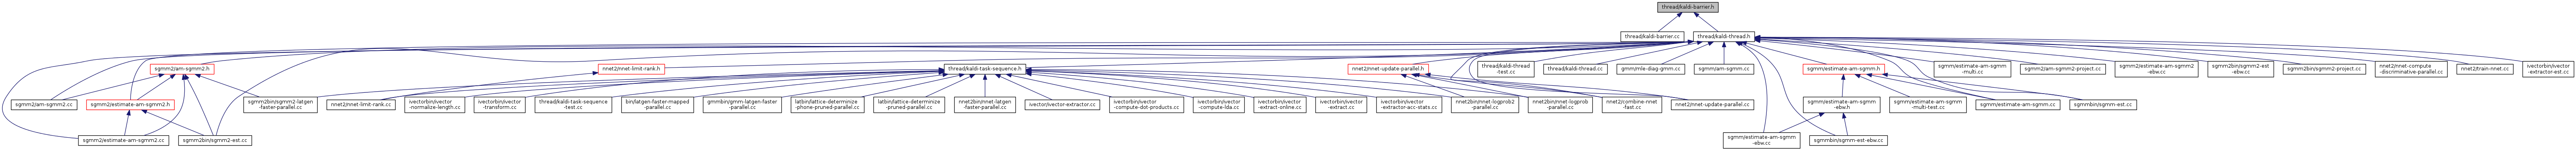 thread/kaldi-barrier.h
thread/kaldi-barrier.cc
thread/kaldi-thread.h
sgmm2/am-sgmm2.h
nnet2/nnet-limit-rank.h
thread/kaldi-task-sequence.h
nnet2/nnet-update-parallel.h
thread/kaldi-thread
-test.cc
thread/kaldi-thread.cc
gmm/mle-diag-gmm.cc
sgmm/am-sgmm.cc
sgmm/estimate-am-sgmm.h
sgmm/estimate-am-sgmm
-multi.cc
sgmm2/am-sgmm2-project.cc
sgmm2/estimate-am-sgmm2
-ebw.cc
sgmm2bin/sgmm2-est
-ebw.cc
sgmm2bin/sgmm2-project.cc
nnet2/nnet-compute
-discriminative-parallel.cc
nnet2/train-nnet.cc
ivectorbin/ivector
-extractor-est.cc
sgmm2/am-sgmm2.cc
sgmm2/estimate-am-sgmm2.h
sgmm2bin/sgmm2-latgen
-faster-parallel.cc
nnet2/nnet-limit-rank.cc
ivectorbin/ivector
-normalize-length.cc
ivectorbin/ivector
-transform.cc
thread/kaldi-task-sequence
-test.cc
bin/latgen-faster-mapped
-parallel.cc
gmmbin/gmm-latgen-faster
-parallel.cc
latbin/lattice-determinize
-phone-pruned-parallel.cc
latbin/lattice-determinize
-pruned-parallel.cc
nnet2bin/nnet-latgen
-faster-parallel.cc
ivector/ivector-extractor.cc
ivectorbin/ivector
-compute-dot-products.cc
ivectorbin/ivector
-compute-lda.cc
ivectorbin/ivector
-extract-online.cc
ivectorbin/ivector
-extract.cc
ivectorbin/ivector
-extractor-acc-stats.cc
nnet2bin/nnet-logprob2
-parallel.cc
nnet2bin/nnet-logprob
-parallel.cc
nnet2/combine-nnet
-fast.cc
nnet2/nnet-update-parallel.cc
sgmm/estimate-am-sgmm
-ebw.h
sgmm/estimate-am-sgmm
-multi-test.cc
sgmm/estimate-am-sgmm.cc
sgmmbin/sgmm-est.cc
sgmm2/estimate-am-sgmm2.cc
sgmm2bin/sgmm2-est.cc
sgmm/estimate-am-sgmm
-ebw.cc
sgmmbin/sgmm-est-ebw.cc